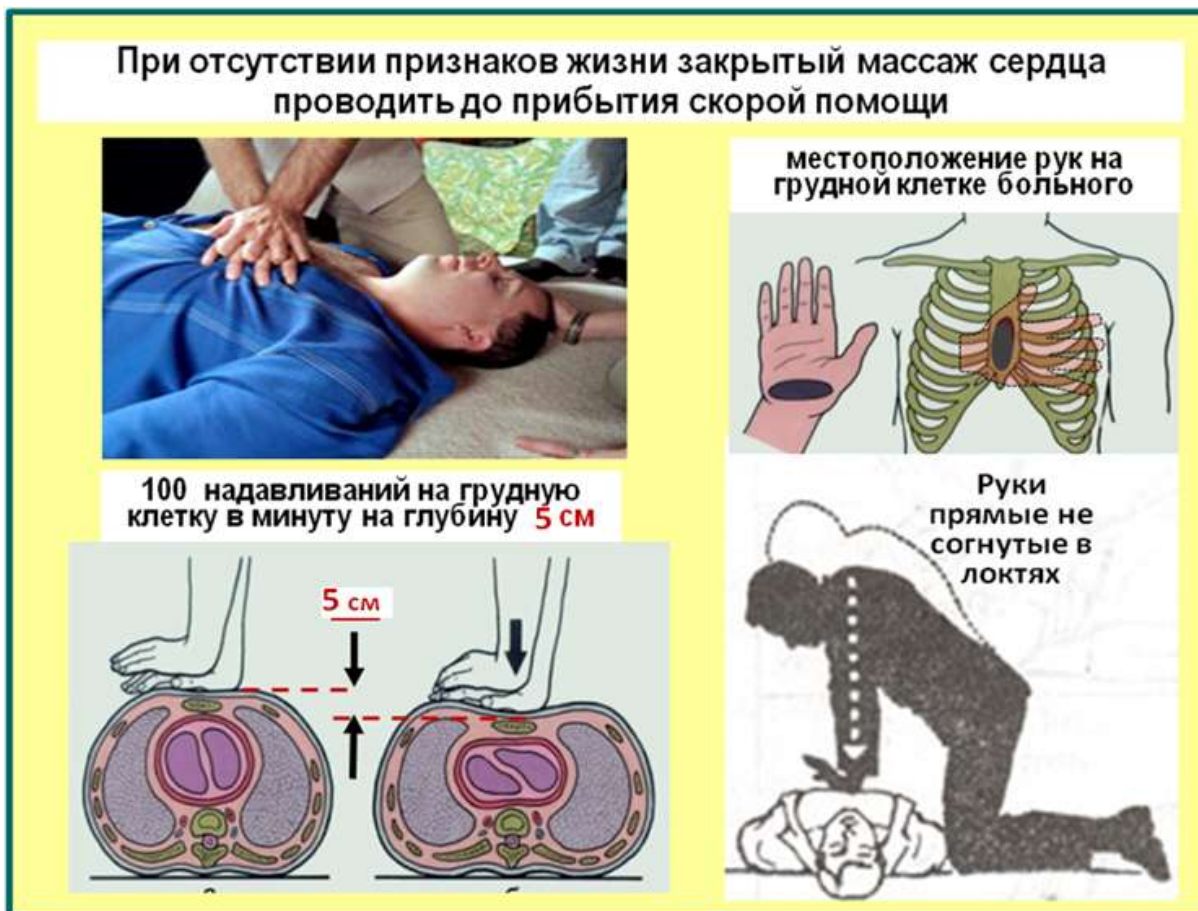 При отсутствии признаков жизни закрытый массаж сердца
проводить до прибытия скорой помощи
местоположение рук на
грудной клетке больного
100 надавливаний на грудную
клетку в минуту на глубину 5 см
5 см
Руки
прямые не
согнутые в
локтях